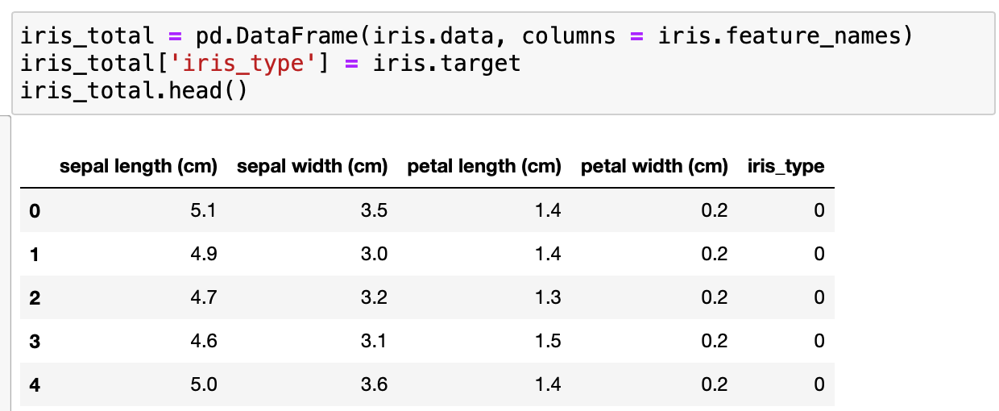 iris_total = pd.DataFrame(iris.data, columns = iris.feature_names)
iris_total['iris_type'] = iris.target
iris_total.head()
sepal length (cm) sepal width (cm) petal length (cm) petal width (cm) iris_type
0 5.1 3.5 1.4 0.2 0
1 4.9 3.0 1.4 0.2 0
2 4.7 3.2 1.3 0.2 0
3 4.6 3.1 1.5 0.2 0
4 5.0 3.6 1.4 0.2 0